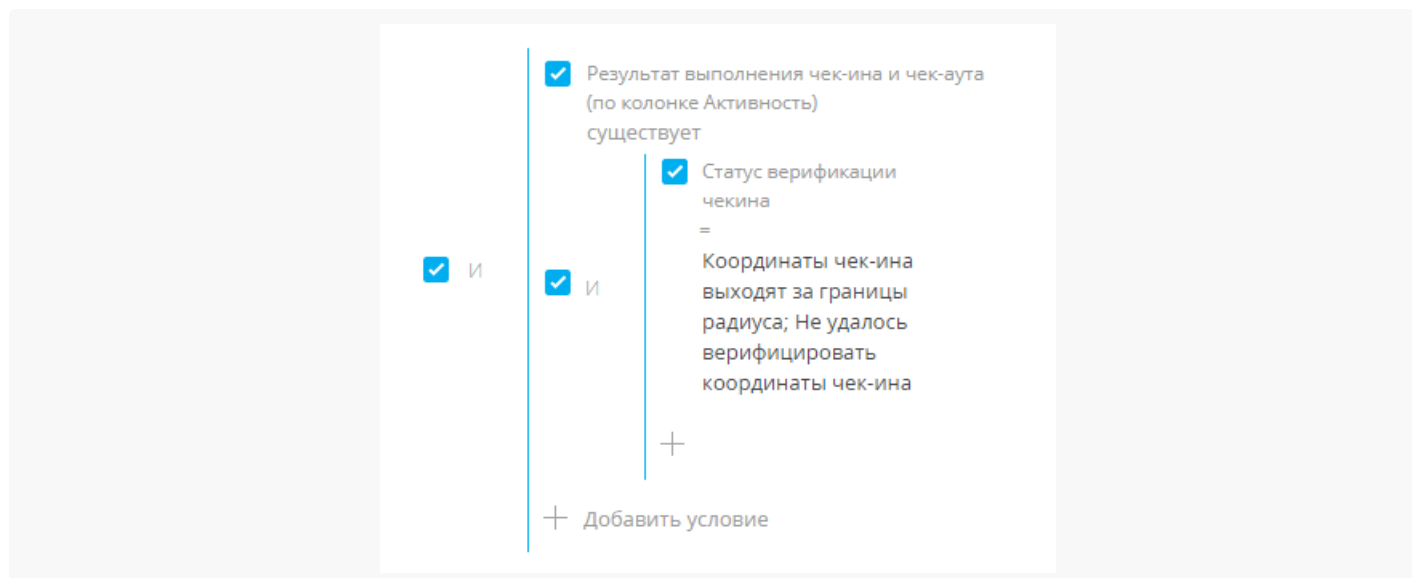 Результат выполнения чек-ина и чек-аута
(по колонке Активность)
существует
Статус верификации
чекина
=
И
И
Координаты чек-ина
выходят за границы
радиуса; Не удалось
верифицировать
координаты чек-ина
Добавить условие